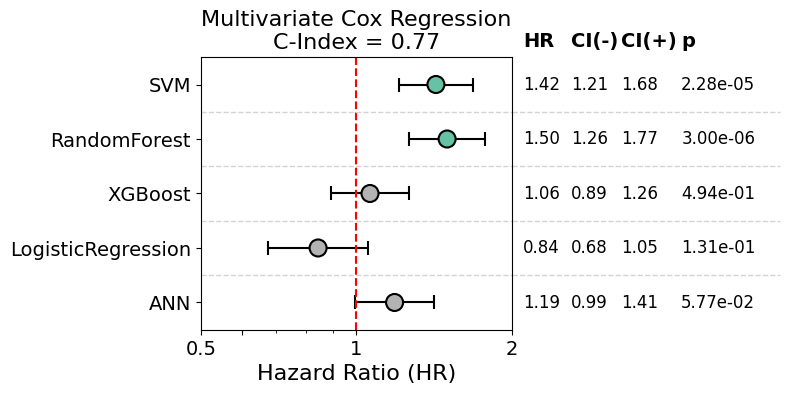 Multivariate Cox Regression
C-Index = 0.77
HR CI(-) CI(+) p
SVM 1.42 1.21 1.68 2.28e-05
RandomForest 1.50 1.26 1.77 3.00e-06
XGBoost 1.06 0.89 1.26 4.94e-01
LogisticRegression 0.84 0.68 1.05 1.31e-01
ANN 1.19 0.99 1.41 5.77e-02
0.5 1 2
Hazard Ratio (HR)